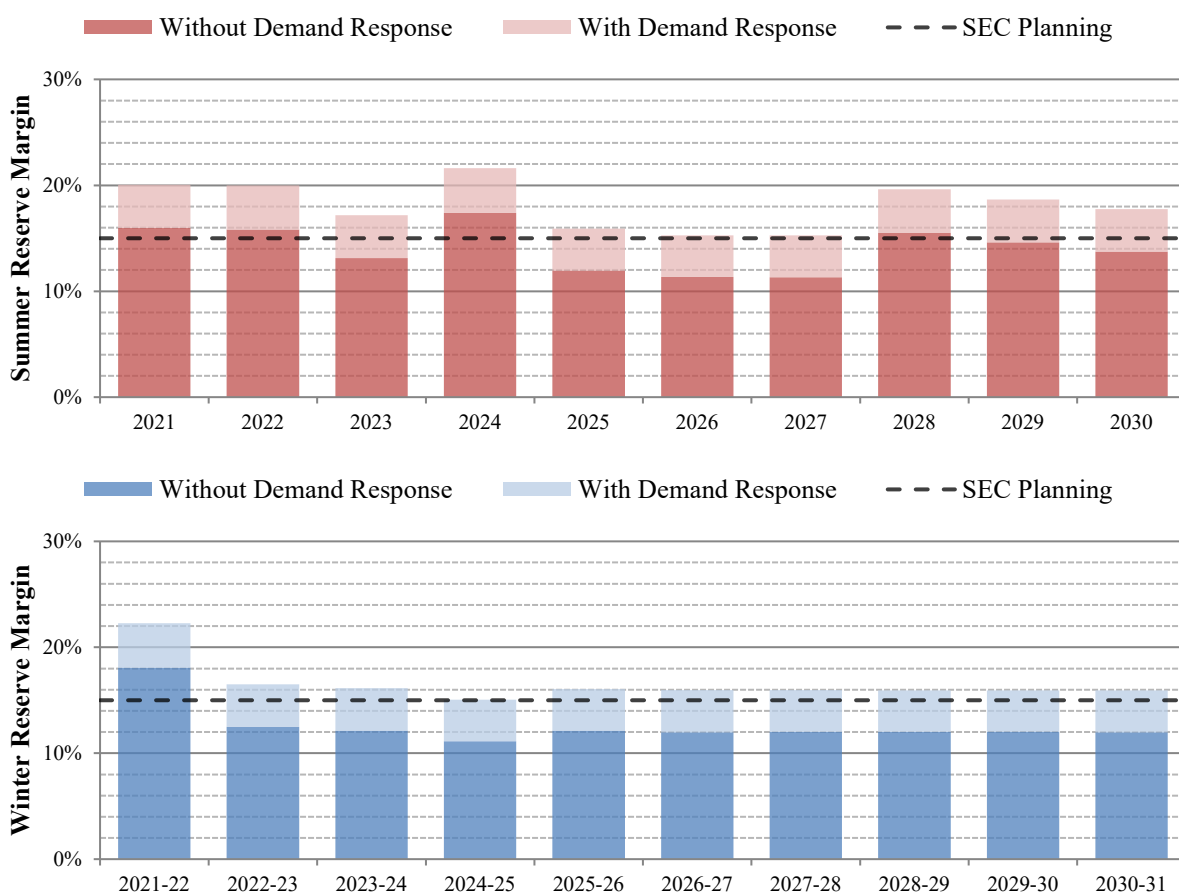 Without Demand Response With Demand Response SEC Planning
30%
20%
10%
0%
Summer Reserve Margin
2021 2022 2023 2024 2025 2026 2027 2028 2029 2030
Without Demand Response With Demand Response SEC Planning
30%
20%
10%
0%
Winter Reserve Margin
2021-22 2022-23 2023-24 2024-25 2025-26 2026-27 2027-28 2028-29 2029-30 2030-31